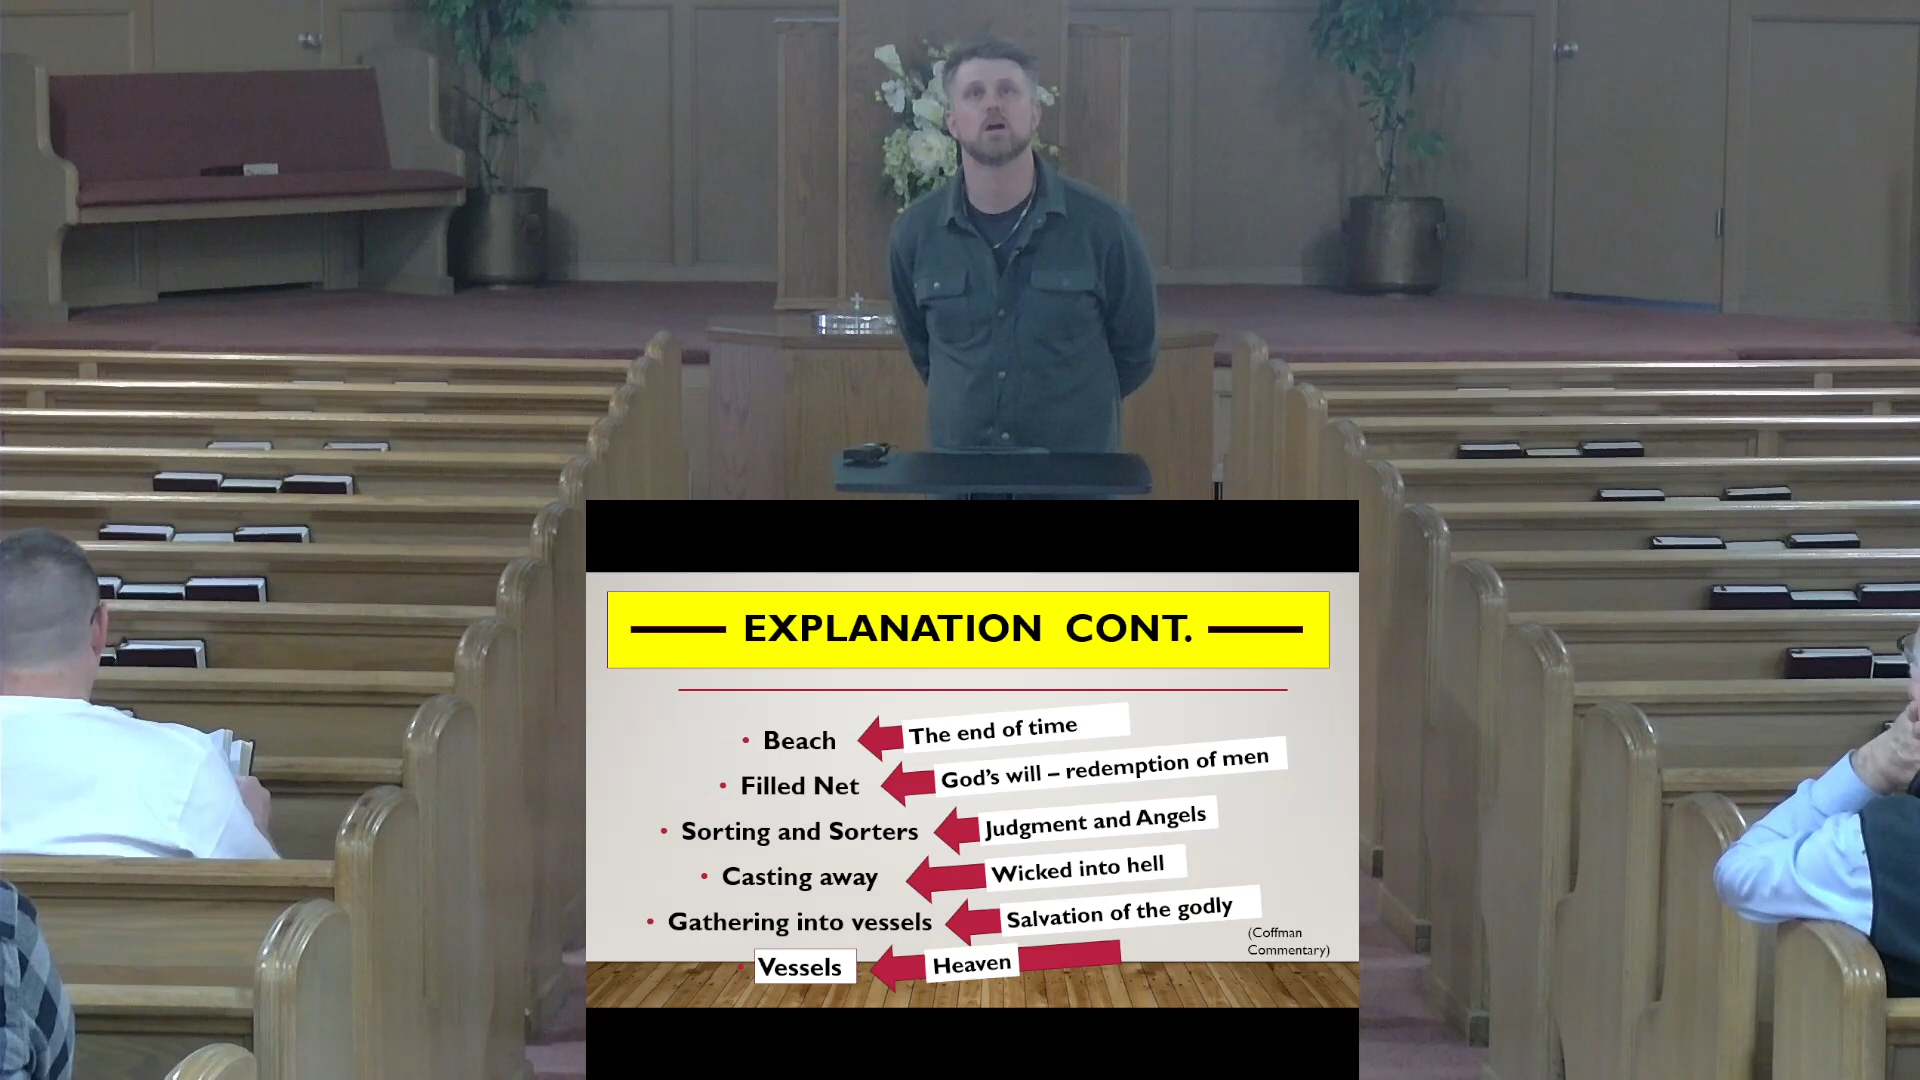 EXPLANATION CONT.
• Beach The end of time
• Filled Net God's will – redemption of men
• Sorting and Sorters Judgment and Angels
• Casting away Wicked into hell
• Gathering into vessels Salvation of the godly
(Coffman
Commentary)
• Vessels Heaven